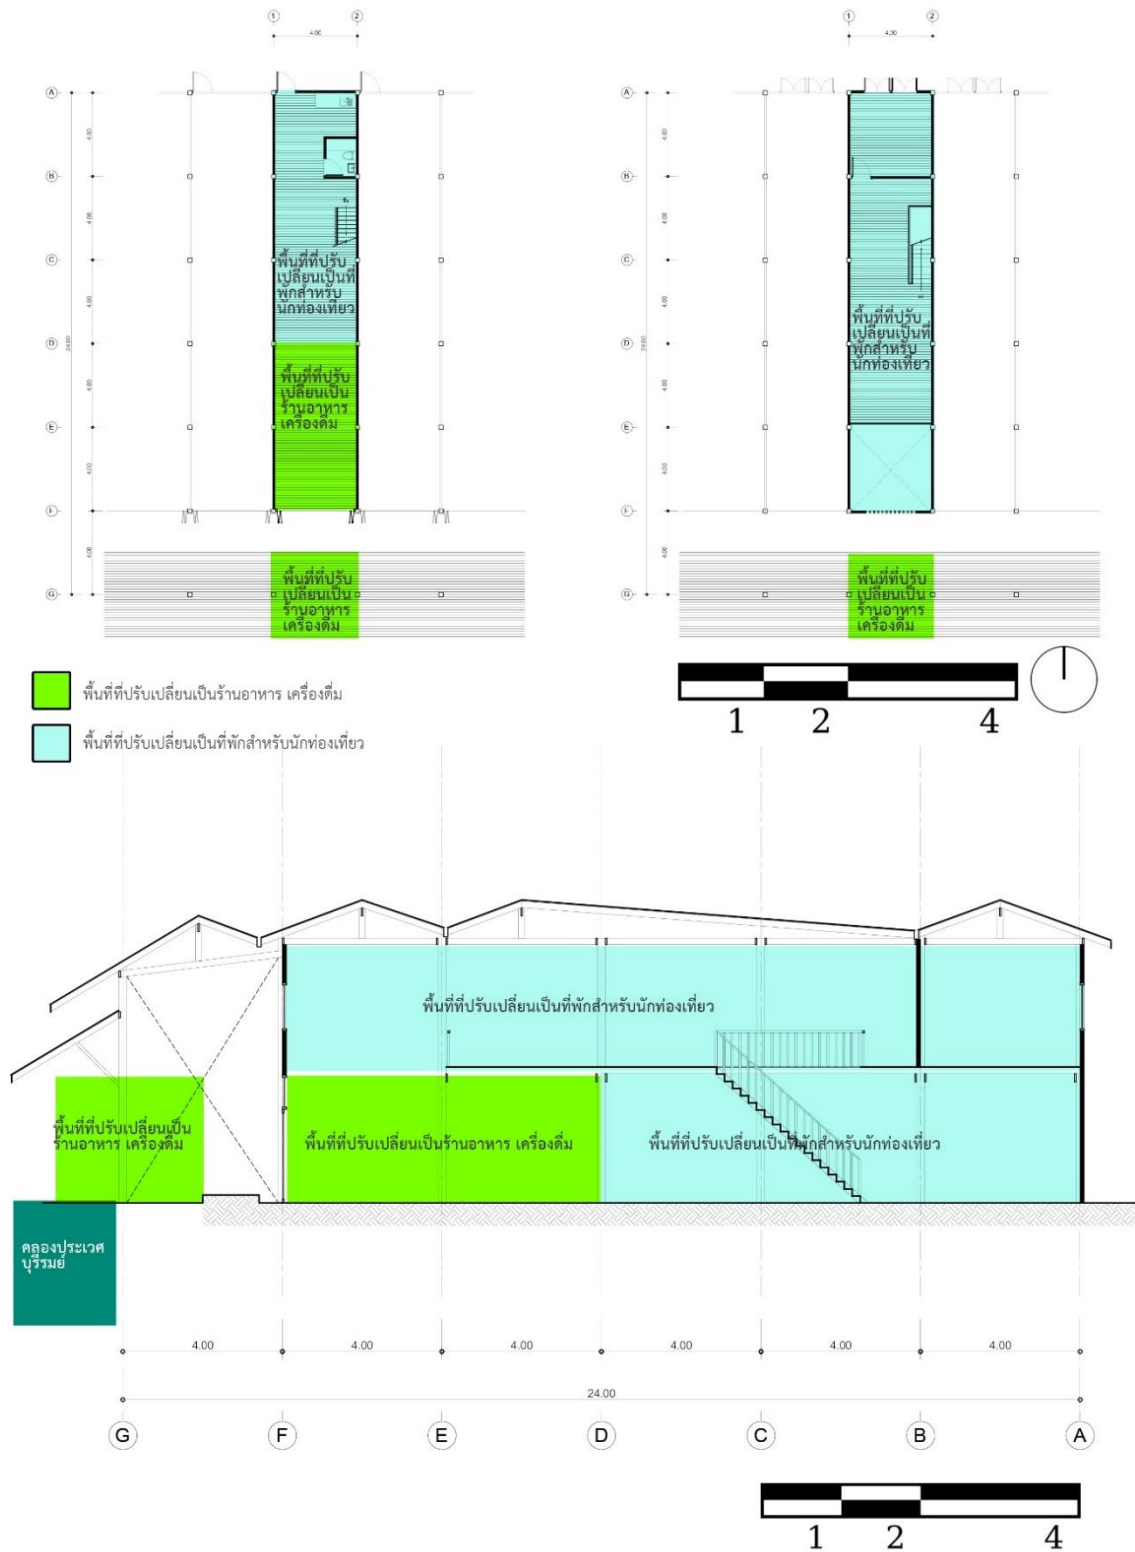 1 2
4.00
A
B
C
D
E
F
G
4.00
4.00
4.00
4.00
4.00
4.00
24.00
พื้นที่ที่ปรับ
เปลี่ยนเป็นที่
พักสำหรับ
นักท่องเที่ยว
พื้นที่ที่ปรับ
เปลี่ยนเป็น
ร้านอาหาร
เครื่องดื่ม
พื้นที่ที่ปรับ
เปลี่ยนเป็น
ร้านอาหาร
เครื่องดื่ม
1 2
4.00
A
B
C
D
E
F
G
4.00
4.00
4.00
4.00
4.00
4.00
24.00
พื้นที่ที่ปรับ
เปลี่ยนเป็นที่
พักสำหรับ
นักท่องเที่ยว
พื้นที่ที่ปรับ
เปลี่ยนเป็น
ร้านอาหาร
เครื่องดื่ม
พื้นที่ที่ปรับเปลี่ยนเป็นร้านอาหาร เครื่องดื่ม
พื้นที่ที่ปรับเปลี่ยนเป็นที่พักสำหรับนักท่องเที่ยว
1 2 4
พื้นที่ที่ปรับเปลี่ยนเป็นที่พักสำหรับนักท่องเที่ยว
พื้นที่ที่ปรับเปลี่ยนเป็น
ร้านอาหาร เครื่องดื่ม
พื้นที่ที่ปรับเปลี่ยนเป็นร้านอาหาร เครื่องดื่ม
พื้นที่ที่ปรับเปลี่ยนเป็นที่พักสำหรับนักท่องเที่ยว
คลองประเวศ
บุรีรมย์
4.00 4.00 4.00 4.00 4.00 4.00
24.00
G F E D C B A
1 2 4